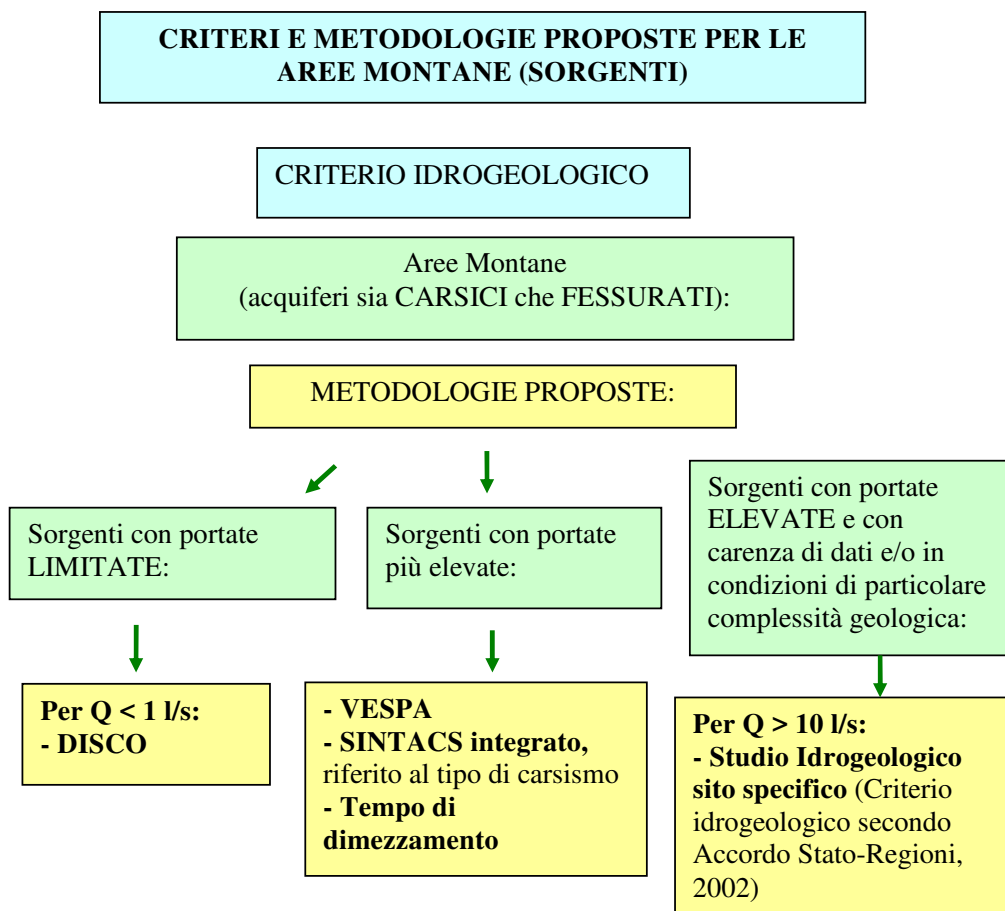 CRITERI E METODOLOGIE PROPOSTE PER LE
AREE MONTANE (SORGENTI)
CRITERIO IDROGEOLOGICO
Aree Montane
(acquiferi sia CARSICI che FESSURATI):
METODOLOGIE PROPOSTE:
Sorgenti con portate
LIMITATE:
Sorgenti con portate
più elevate:
Sorgenti con portate
ELEVATE e con
carenza di dati e/o in
condizioni di particolare
complessità geologica:
Per Q < 1 l/s:
- DISCO
- VESPA
- SINTACS integrato,
riferito al tipo di carsismo
- Tempo di
dimezzamento
Per Q > 10 l/s:
- Studio Idrogeologico
sito specifico (Criterio
idrogeologico secondo
Accordo Stato-Regioni,
2002)